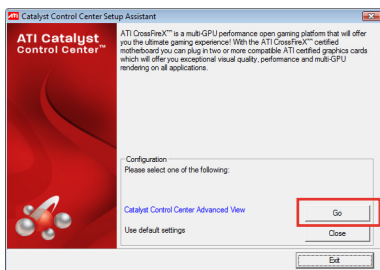 Catalyst Control Center Setup Assistant
ATI Catalyst
Control Center™
ATI CrossFireX™ is a multi-GPU performance open gaming platform that will offer
you the ultimate gaming experience! With the ATI CrossFireX™ certified
motherboard you can plug in two or more compatible ATI certified graphics cards
which will offer you exceptional visual quality, performance and multi-GPU
rendering on all applications.
Configuration
Please select one of the following:
Catalyst Control Center Advanced View
Go
Use default settings
Close
Exit